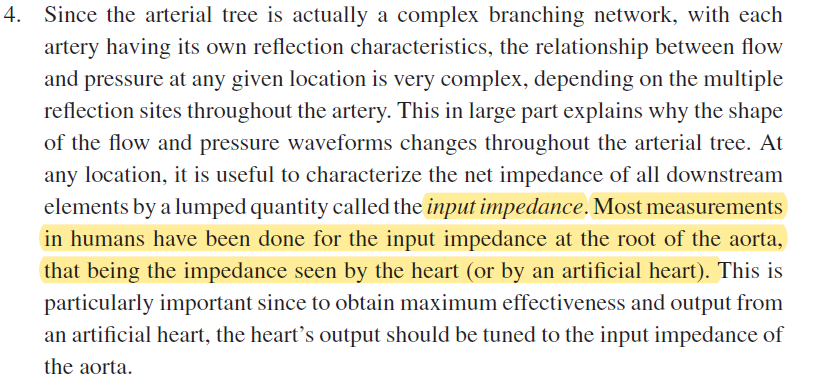 4. Since the arterial tree is actually a complex branching network, with each
artery having its own reflection characteristics, the relationship between flow
and pressure at any given location is very complex, depending on the multiple
reflection sites throughout the artery. This in large part explains why the shape
of the flow and pressure waveforms changes throughout the arterial tree. At
any location, it is useful to characterize the net impedance of all downstream
elements by a lumped quantity called the input impedance. Most measurements
in humans have been done for the input impedance at the root of the aorta,
that being the impedance seen by the heart (or by an artificial heart). This is
particularly important since to obtain maximum effectiveness and output from
an artificial heart, the heart's output should be tuned to the input impedance of
the aorta.